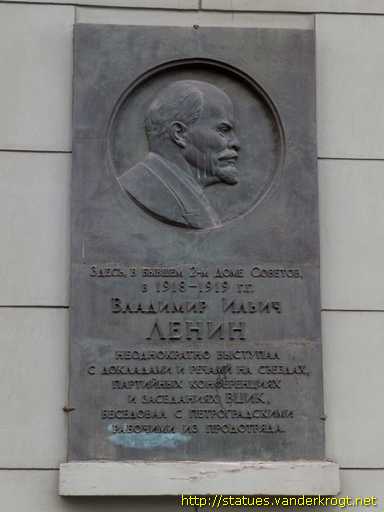 Здесь, в бывшем 2-м Доме Советов,
в 1918-1919 г.г.
Владимир Ильич
ЛЕНИН
неоднократно выступал
с докладами и речами на съездах,
партийных конференциях
и заседаниях ВЦИК,
беседовал с петроградскими
рабочими из продотряда.
http://statues.vanderkrogt.net